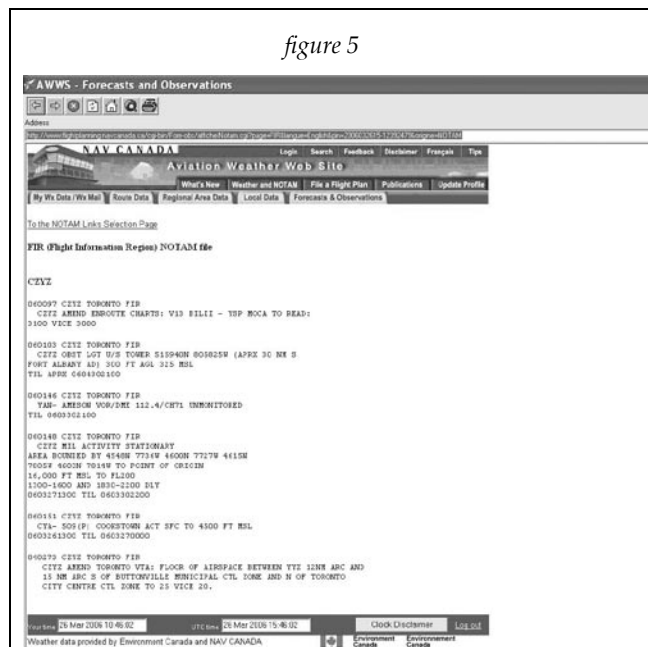 figure 5
AWWS - Forecasts and Observations
Address
NAV CANADA
Login Search Feedback Disclaimer Français Tips
Aviation Weather Web Site
What's New Weather and NOTAM File a Flight Plan Publications Update Profile
My Wx Data / Wx Mail Route Data Regional Area Data Local Data Forecasts & Observations
To the NOTAM Links Selection Page
FIR (Flight Information Region) NOTAM file
CZYZ
060097 CZYZ TORONTO FIR
CZYZ AMEND ENROUTE CHARTS: V13 BILII - YSP MOCA TO READ:
3100 VICE 3000
060103 CZYZ TORONTO FIR
CZYZ OBST LGT U/S TOWER 515940N 805825W (APRX 30 NM S
FORT ALBANY AD) 300 FT AGL 325 MSL
TIL APRX 0604302100
060146 CZYZ TORONTO FIR
YAN- AMESON VOR/DME 112.4/CH71 UNMONITORED
TIL 0603302100
060148 CZYZ TORONTO FIR
CZYZ MIL ACTIVITY STATIONARY
AREA BOUNDED BY 4548N 7736W 4600N 7727W 4615N
7805W 4602N 7814W TO POINT OF ORIGIN
16,000 FT MSL TO FL200
1300-1600 AND 1830-2200 DLY
0603271300 TIL 0603302200
060151 CZYZ TORONTO FIR
CYA- 509(P) COOKSTOWN ACT SFC TO 4500 FT MSL
0603261300 TIL 0603270000
CZYZ TORONTO FIR
CZYZ AMEND TORONTO VTA: FLOOR OF AIRSPACE BETWEEN YYZ 12NM ARC AND
15 NM ARC S OF BUTTONVILLE MUNICIPAL CTL ZONE AND N OF TORONTO
CITY CENTRE CTL ZONE TO 25 VICE 20.
Your time 26 Mar 2006 10:46:02 UTC time 26 Mar 2006 15:46:02 Clock Disclaimer Log out
Weather data provided by Environment Canada and NAV CANADA
Environment Canada Environnement Canada